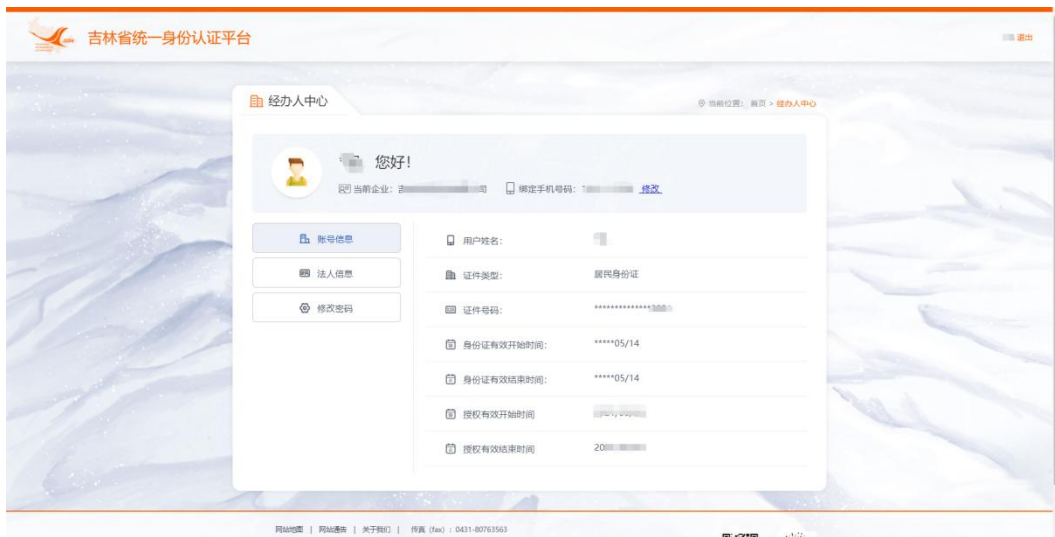 吉林省统一身份认证平台
退出
经办人中心
当前位置: 首页 > 经办人中心
您好!
当前企业: 司 绑定手机号码: 修改
账号信息
法人信息
修改密码
用户姓名:
证件类型: 居民身份证
证件号码: **************
身份证有效开始时间: *****05/14
身份证有效结束时间: *****05/14
授权有效开始时间
授权有效结束时间 20
网站地图 | 网站通告 | 关于我们 | 传真 (fax) : 0431-80763563